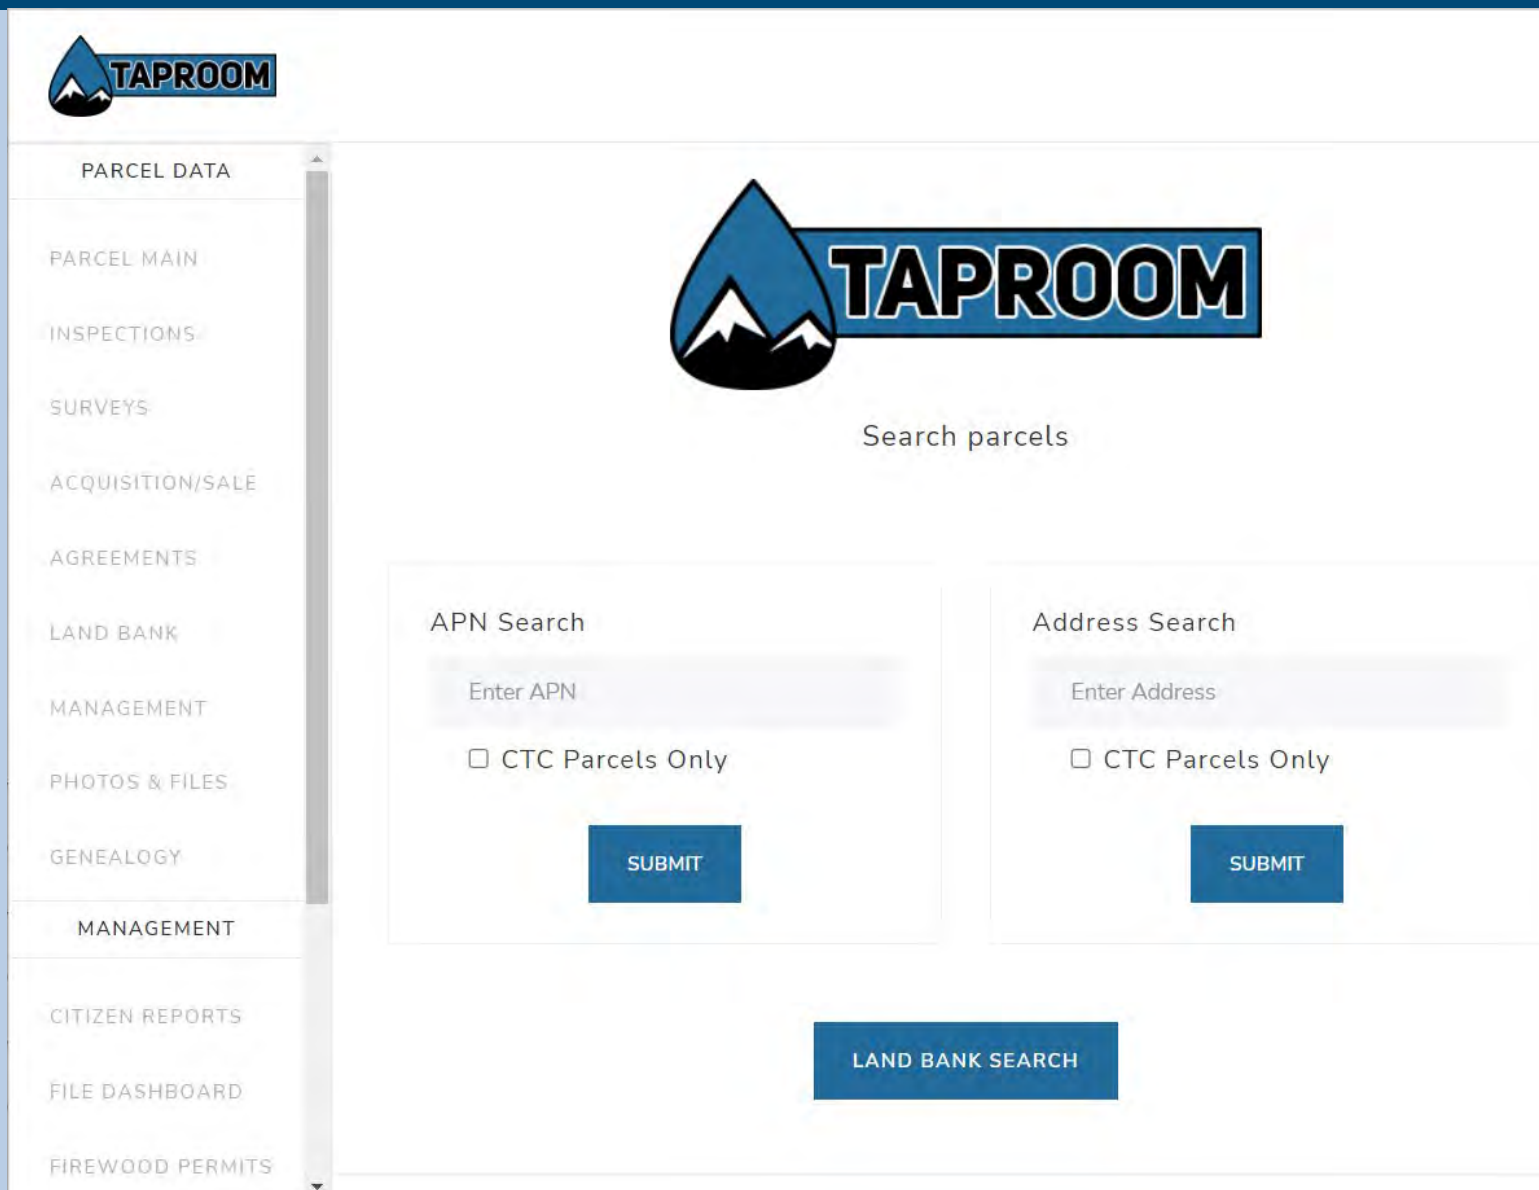 TAPROOM
PARCEL DATA
PARCEL MAIN
INSPECTIONS
SURVEYS
ACQUISITION/SALE
AGREEMENTS
LAND BANK
MANAGEMENT
PHOTOS & FILES
GENEALOGY
MANAGEMENT
CITIZEN REPORTS
FILE DASHBOARD
FIREWOOD PERMITS
TAPROOM
Search parcels
APN Search
Enter APN
CTC Parcels Only
SUBMIT
Address Search
Enter Address
CTC Parcels Only
SUBMIT
LAND BANK SEARCH